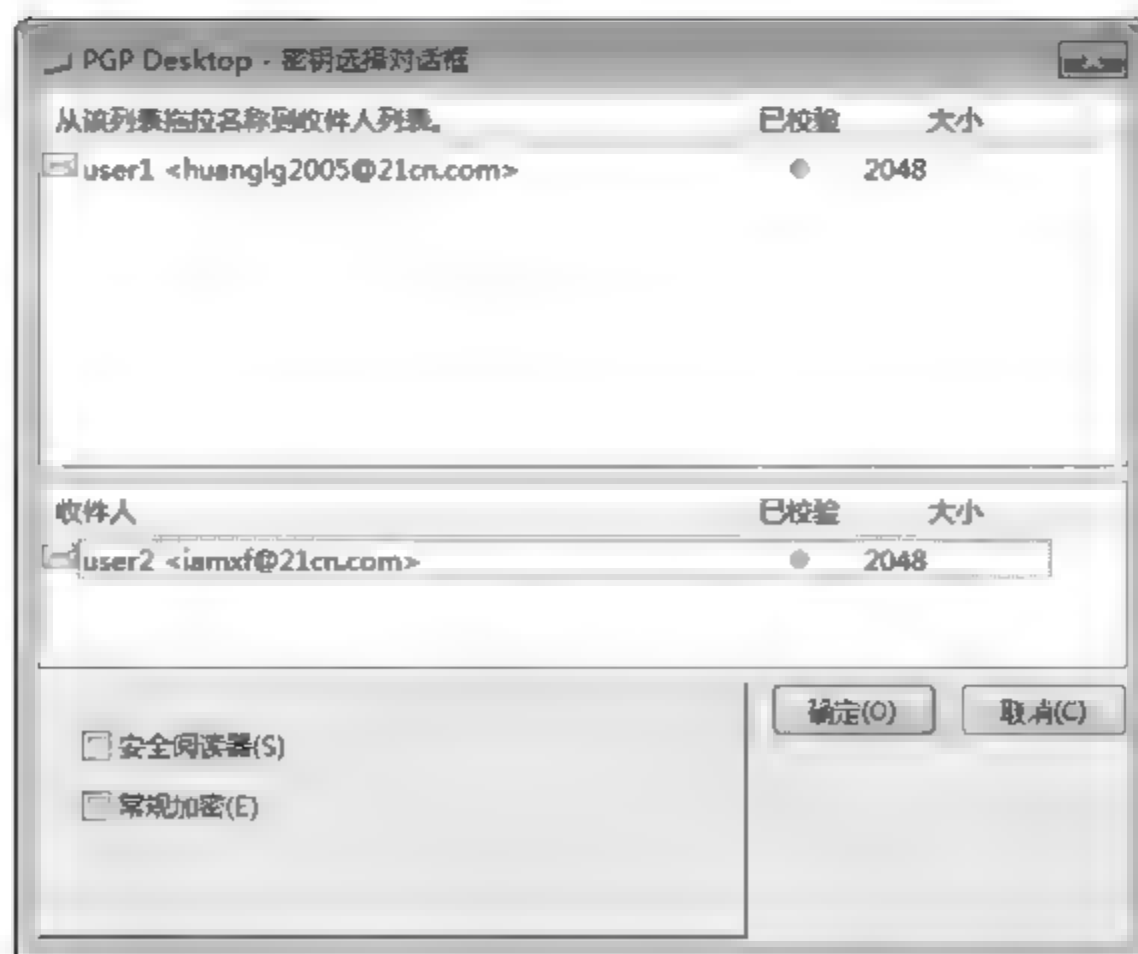 PGP Desktop - 密钥选择对话框
从该列表拖拉名称到收件人列表。 已校验 大小
user1 <huanglg2005@21cn.com> 2048
收件人 已校验 大小
user2 <iamxf@21cn.com> 2048
确定(O) 取消(C)
安全阅读器(S)
常规加密(E)